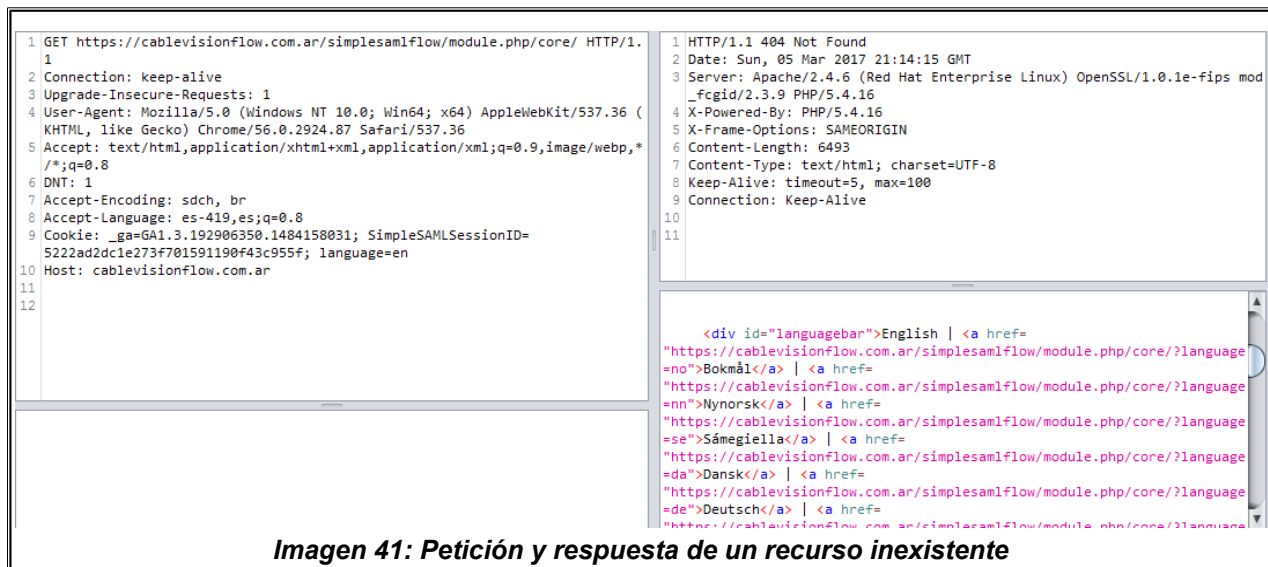 1 GET https://cablevisionflow.com.ar/simplesamlflow/module.php/core/ HTTP/1.
1
2 Connection: keep-alive
3 Upgrade-Insecure-Requests: 1
4 User-Agent: Mozilla/5.0 (Windows NT 10.0; Win64; x64) AppleWebKit/537.36 (
KHTML, like Gecko) Chrome/56.0.2924.87 Safari/537.36
5 Accept: text/html,application/xhtml+xml,application/xml;q=0.9,image/webp,*
/*;q=0.8
6 DNT: 1
7 Accept-Encoding: sdch, br
8 Accept-Language: es-419,es;q=0.8
9 Cookie: _ga=GA1.3.192906350.1484158031; SimpleSAMLSessionID=
5222ad2dc1e273f701591190f43c955f; language=en
10 Host: cablevisionflow.com.ar
11
12
1 HTTP/1.1 404 Not Found
2 Date: Sun, 05 Mar 2017 21:14:15 GMT
3 Server: Apache/2.4.6 (Red Hat Enterprise Linux) OpenSSL/1.0.1e-fips mod
_fcgid/2.3.9 PHP/5.4.16
4 X-Powered-By: PHP/5.4.16
5 X-Frame-Options: SAMEORIGIN
6 Content-Length: 6493
7 Content-Type: text/html; charset=UTF-8
8 Keep-Alive: timeout=5, max=100
9 Connection: Keep-Alive
10
11
<div id="languagebar">English | <a href=
"https://cablevisionflow.com.ar/simplesamlflow/module.php/core/?language
=no">Bokmål</a> | <a href=
"https://cablevisionflow.com.ar/simplesamlflow/module.php/core/?language
=nn">Nynorsk</a> | <a href=
"https://cablevisionflow.com.ar/simplesamlflow/module.php/core/?language
=se">Sámegiella</a> | <a href=
"https://cablevisionflow.com.ar/simplesamlflow/module.php/core/?language
=da">Dansk</a> | <a href=
"https://cablevisionflow.com.ar/simplesamlflow/module.php/core/?language
=de">Deutsch</a> | <a href=
"https://cablevisionflow.com.ar/simplesamlflow/module.php/core/?language
Imagen 41: Petición y respuesta de un recurso inexistente